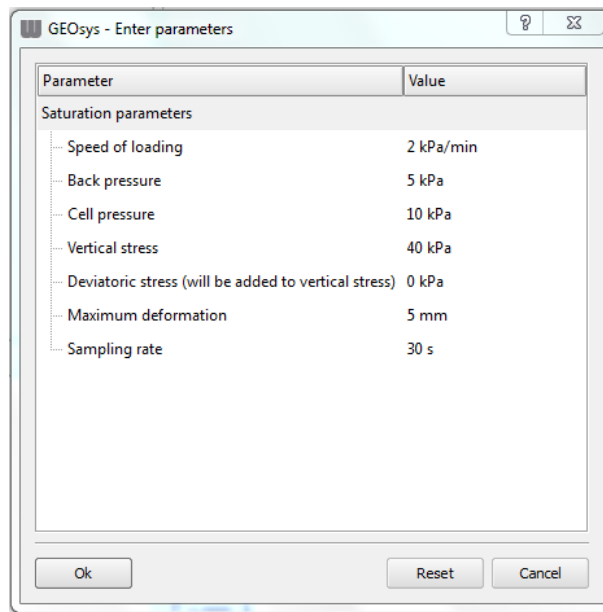 GEOsys - Enter parameters
Parameter Value
Saturation parameters
Speed of loading 2 kPa/min
Back pressure 5 kPa
Cell pressure 10 kPa
Vertical stress 40 kPa
Deviatoric stress (will be added to vertical stress) 0 kPa
Maximum deformation 5 mm
Sampling rate 30 s
Ok Reset Cancel